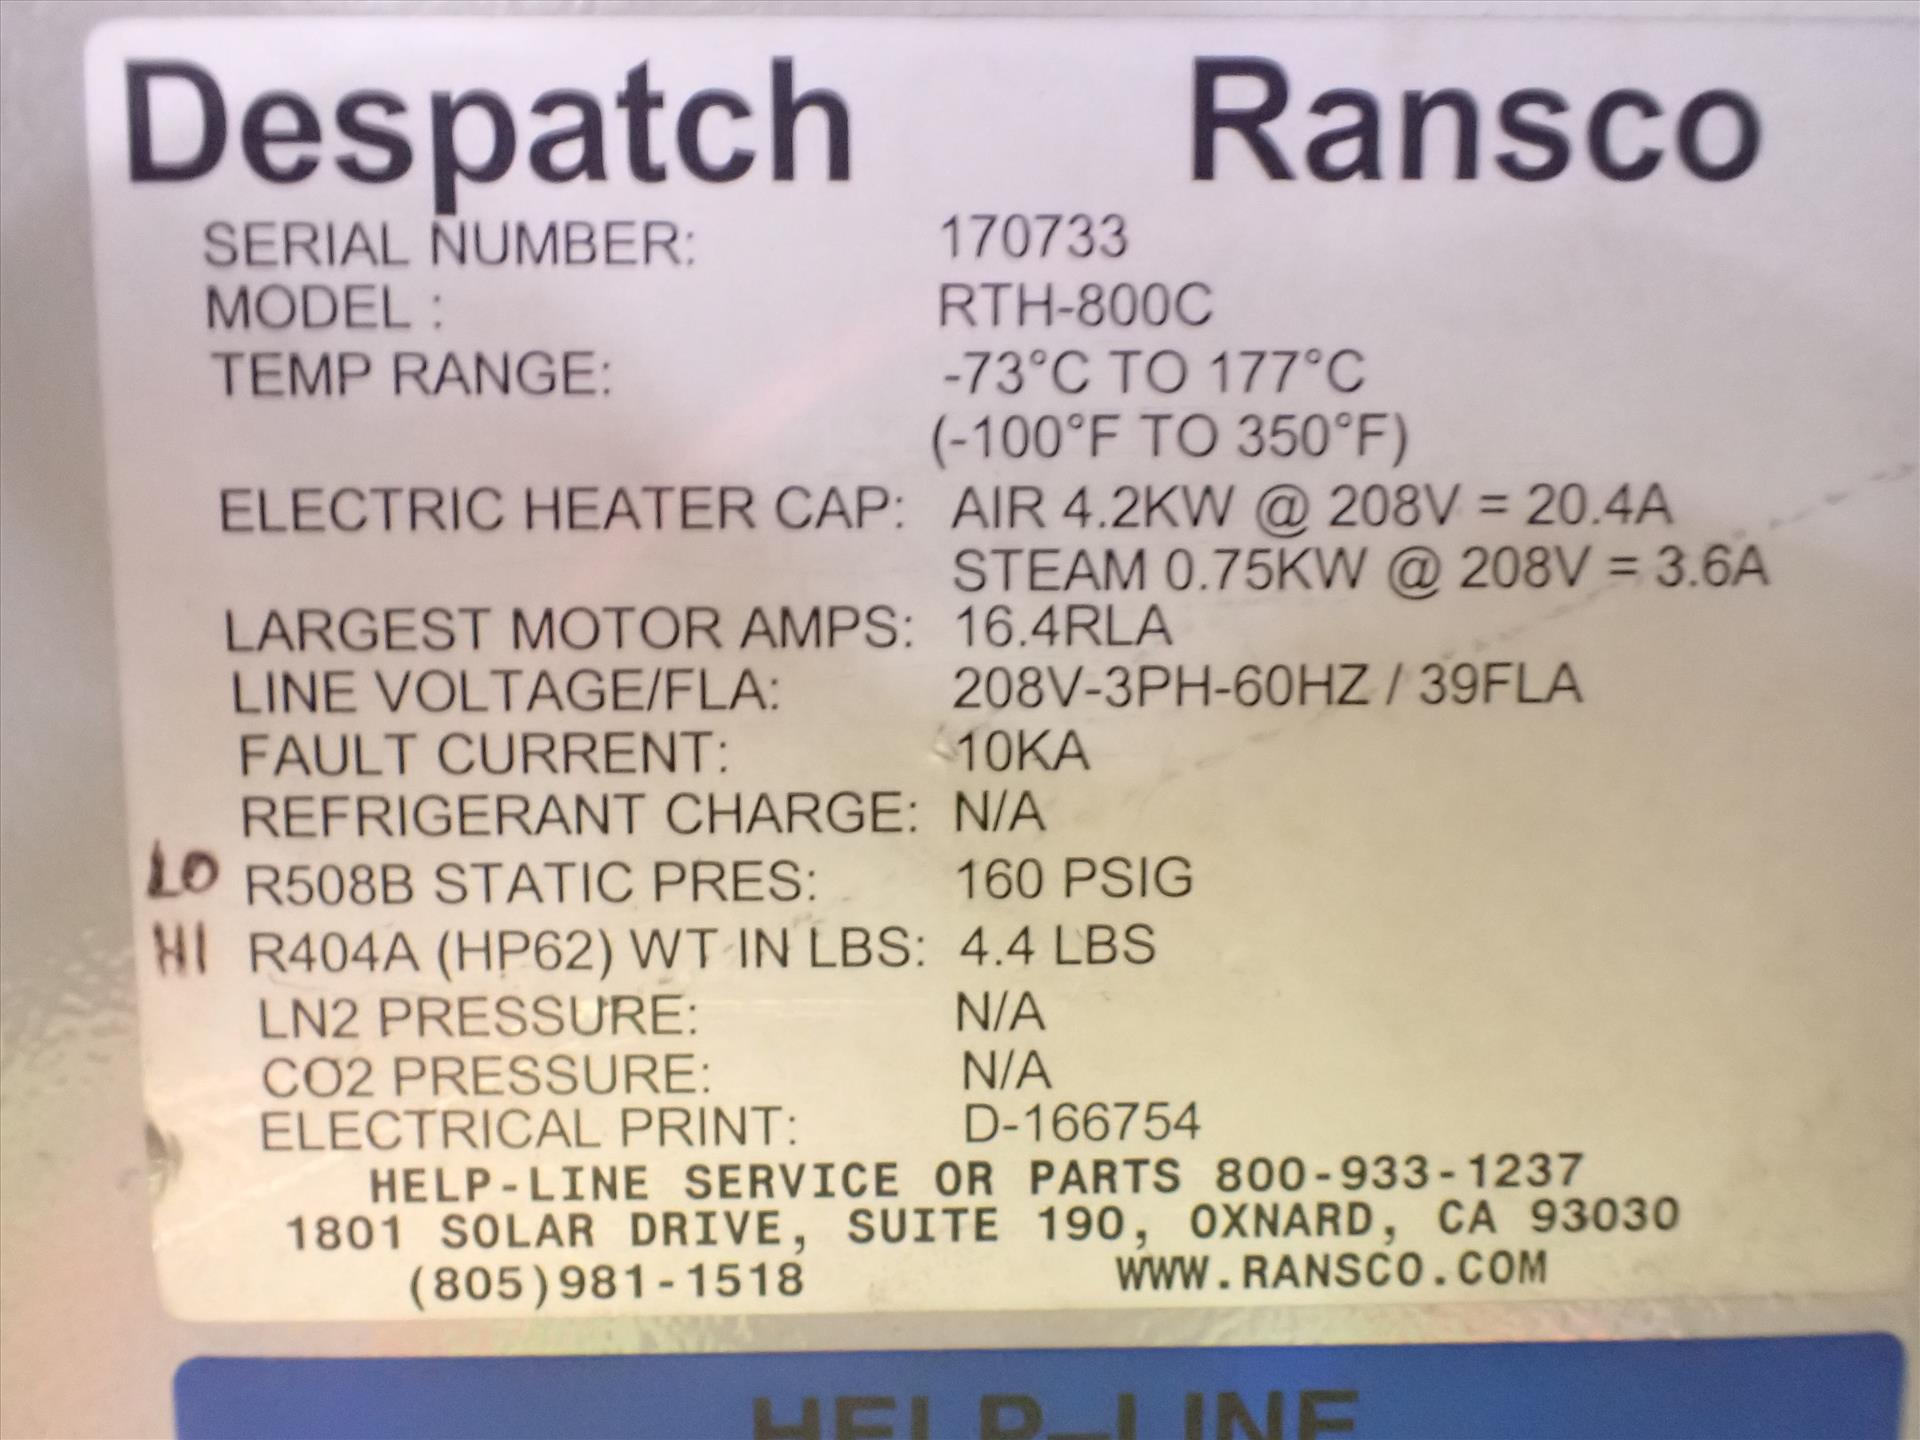 Despatch Ransco
SERIAL NUMBER: 170733
MODEL : RTH-800C
TEMP RANGE: -73°C TO 177°C
(-100°F TO 350°F)
ELECTRIC HEATER CAP: AIR 4.2KW @ 208V = 20.4A
STEAM 0.75KW @ 208V = 3.6A
LARGEST MOTOR AMPS: 16.4RLA
LINE VOLTAGE/FLA: 208V-3PH-60HZ / 39FLA
FAULT CURRENT: 10KA
REFRIGERANT CHARGE: N/A
LO R508B STATIC PRES: 160 PSIG
HI R404A (HP62) WT IN LBS: 4.4 LBS
LN2 PRESSURE: N/A
CO2 PRESSURE: N/A
ELECTRICAL PRINT: D-166754
HELP-LINE SERVICE OR PARTS 800-933-1237
1801 SOLAR DRIVE, SUITE 190, OXNARD, CA 93030
(805)981-1518 WWW.RANSCO.COM
HELP-LINE